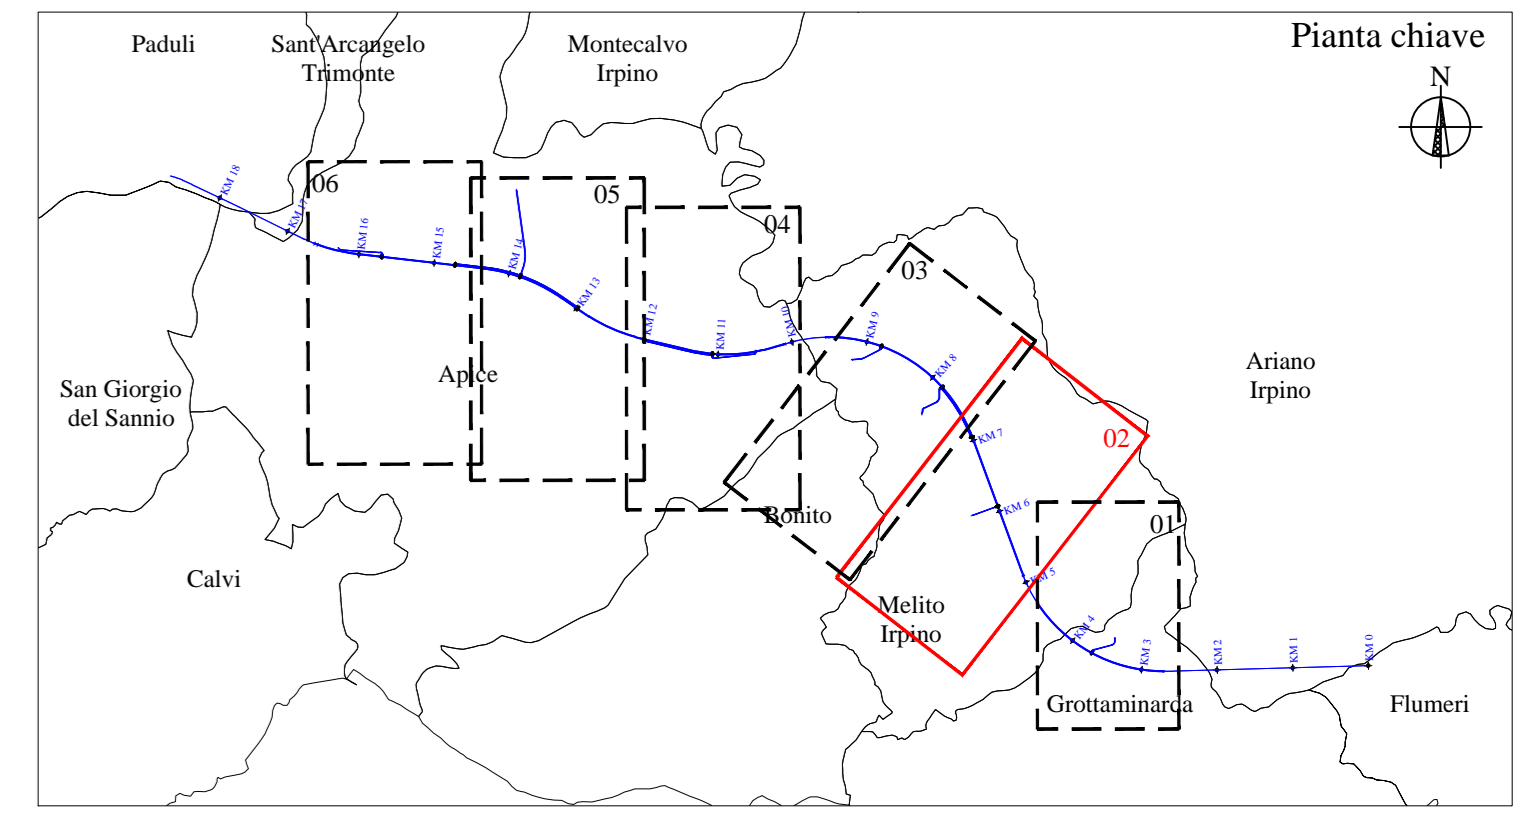 Pianta chiave
N
Paduli
Sant'Arcangelo
Trimonte
Montecalvo
Irpino
06
05
04
03
02
01
KM 18
KM 17
KM 16
KM 15
KM 14
KM 13
KM 12
KM 11
KM 10
KM 9
KM 8
KM 7
KM 6
KM 5
KM 4
KM 3
KM 2
KM 1
KM 0
San Giorgio
del Sannio
Apice
Ariano
Irpino
Bonito
Calvi
Melito
Irpino
Grottaminarda
Flumeri